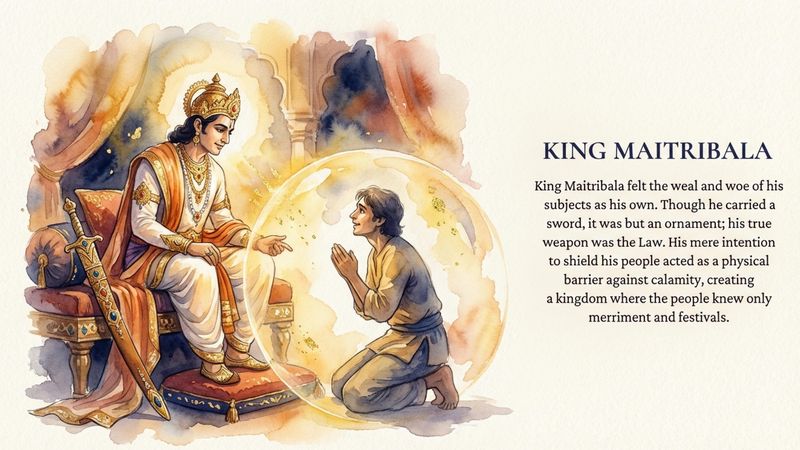 KING MAITRIBALA
King Maitribala felt the weal and woe of his
subjects as his own. Though he carried a
sword, it was but an ornament; his true
weapon was the Law. His mere intention
to shield his people acted as a physical
barrier against calamity, creating
a kingdom where the people knew only
merriment and festivals.